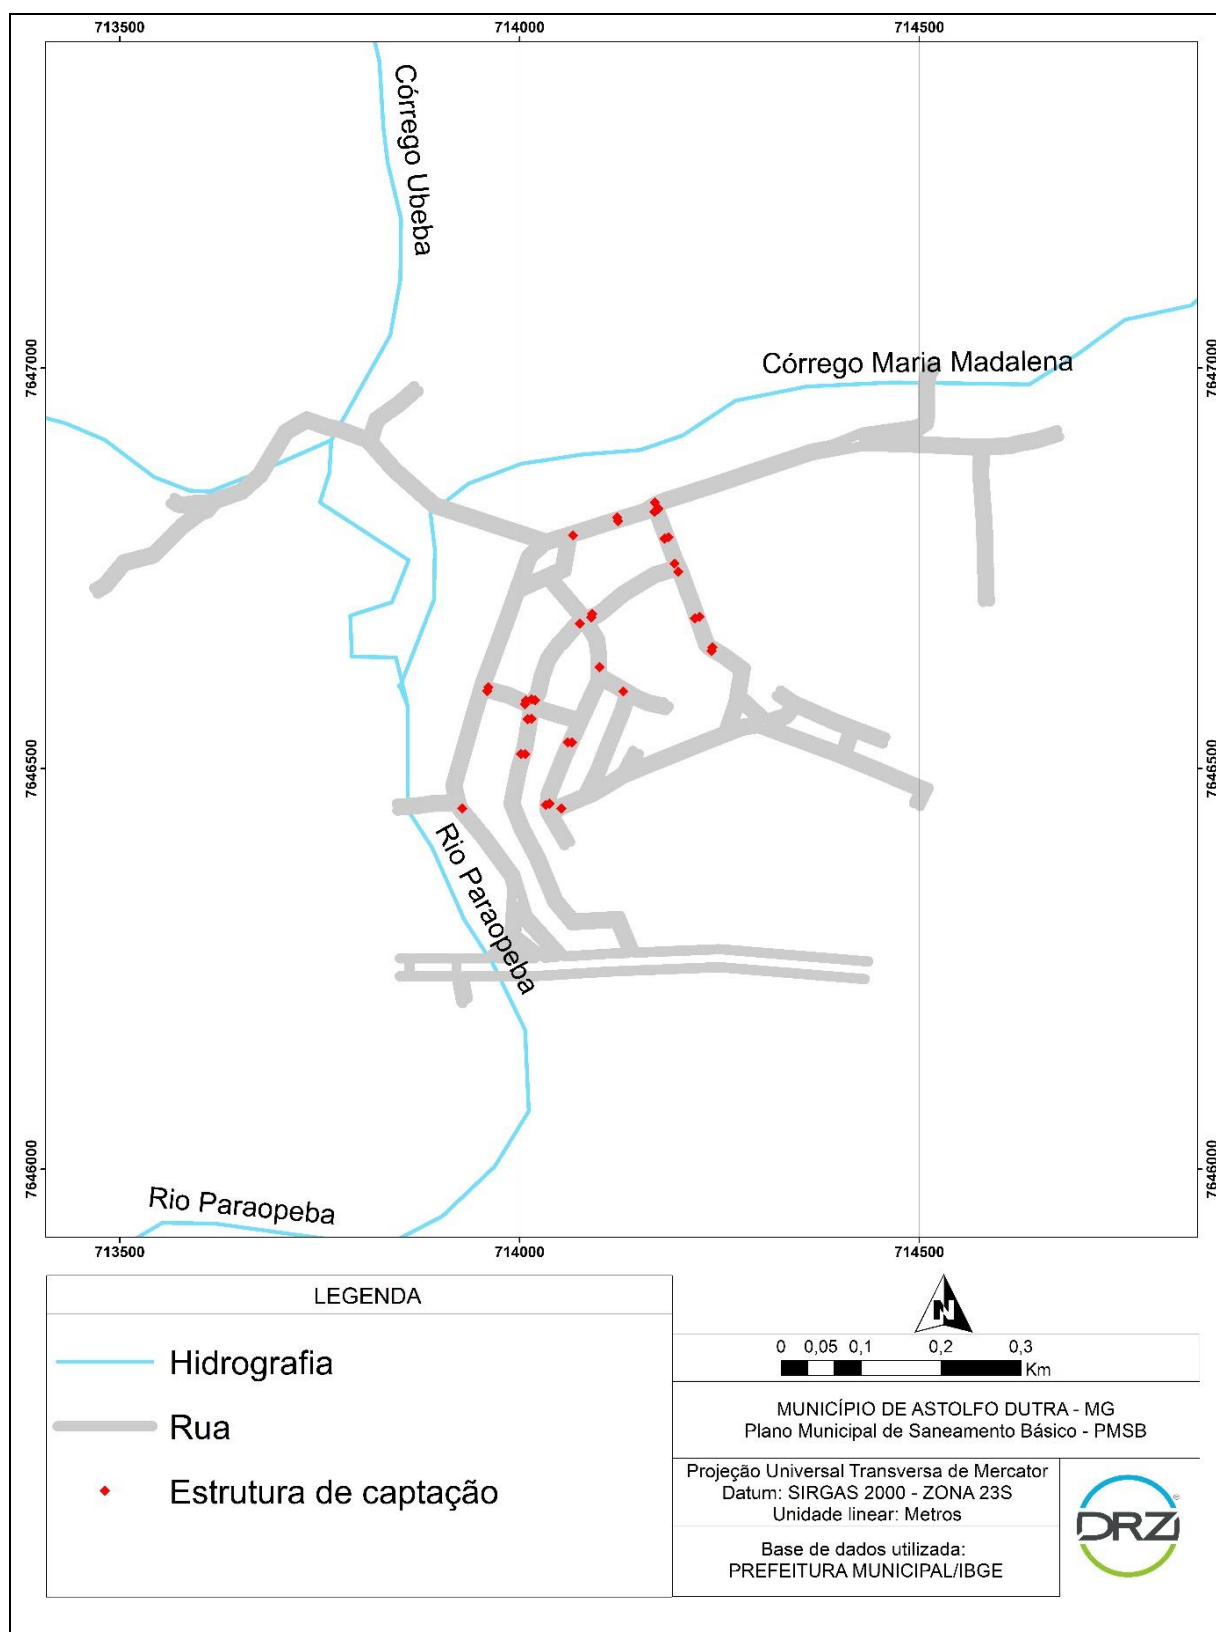 713500 714000 714500
Córrego Ubeba
7647000
Córrego Maria Madalena
7647000
7646500
7646500
Rio Paraopeba
7646000
7646000
Rio Paraopeba
713500 714000 714500
LEGENDA
Hidrografia
Rua
Estrutura de captação
N
0 0,05 0,1 0,2 0,3
Km
MUNICÍPIO DE ASTOLFO DUTRA - MG
Plano Municipal de Saneamento Básico - PMSB
Projeção Universal Transversa de Mercator
Datum: SIRGAS 2000 - ZONA 23S
Unidade linear: Metros
Base de dados utilizada:
PREFEITURA MUNICIPAL/IBGE
DRZ®